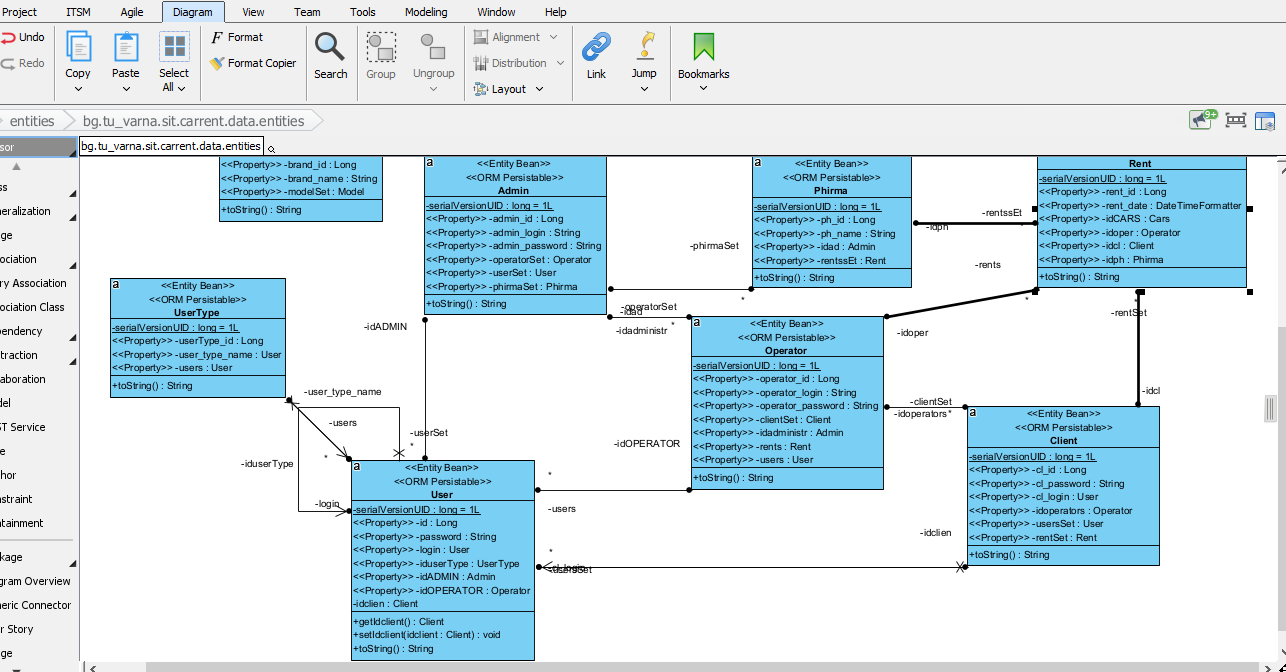 Project ITSM Agile Diagram View Team Tools Modeling Window Help
Undo
Redo
Copy
Paste
Select
All
Format
Format Copier
Search
Group
Ungroup
Alignment
Distribution
Layout
Link
Jump
Bookmarks
9+
entities
bg.tu_varna.sit.carrent.data.entities
sor
bg.tu_varna.sit.carrent.data.entities
ss
neralization
ge
ociation
ry Association
ociation Class
pendency
traction
laboration
del
ST Service
e
hor
straint
tainment
kage
gram Overview
neric Connector
r Story
ge
<<Property>> -brand_id : Long
<<Property>> -brand_name : String
<<Property>> -modelSet : Model
+toString() : String
a
<<Entity Bean>>
<<ORM Persistable>>
Admin
-serialVersionUID : long = 1L
<<Property>> -admin_id : Long
<<Property>> -admin_login : String
<<Property>> -admin_password : String
<<Property>> -operatorSet : Operator
<<Property>> -userSet : User
<<Property>> -phirmaSet : Phirma
+toString() : String
a
<<Entity Bean>>
<<ORM Persistable>>
Phirma
-serialVersionUID : long = 1L
<<Property>> -ph_id : Long
<<Property>> -ph_name : String
<<Property>> -idad : Admin
<<Property>> -rentssEt : Rent
+toString() : String
Rent
-serialVersionUID : long = 1L
<<Property>> -rent_id : Long
<<Property>> -rent_date : DateTimeFormatter
<<Property>> -idCARS : Cars
<<Property>> -idoper : Operator
<<Property>> -idcl : Client
<<Property>> -idph : Phirma
+toString() : String
-rentssEt
-idph
*
-phirmaSet
-rents
a
<<Entity Bean>>
<<ORM Persistable>>
UserType
-serialVersionUID : long = 1L
<<Property>> -userType_id : Long
<<Property>> -user_type_name : User
<<Property>> -users : User
+toString() : String
-idad
*
*
-operatorSet
-rentSet
-idADMIN
-idadministr
*
-idoper
a
<<Entity Bean>>
<<ORM Persistable>>
Operator
-serialVersionUID : long = 1L
<<Property>> -operator_id : Long
<<Property>> -operator_login : String
<<Property>> -operator_password : String
<<Property>> -clientSet : Client
<<Property>> -idadministr : Admin
<<Property>> -rents : Rent
<<Property>> -users : User
+toString() : String
-user_type_name
-idcl
-clientSet
-idoperators
*
-users
-userSet
*
-idOPERATOR
-iduserType
*
a
<<Entity Bean>>
<<ORM Persistable>>
Client
-serialVersionUID : long = 1L
<<Property>> -cl_id : Long
<<Property>> -cl_password : String
<<Property>> -cl_login : User
<<Property>> -idoperators : Operator
<<Property>> -usersSet : User
<<Property>> -rentSet : Rent
+toString() : String
-login
a
<<Entity Bean>>
<<ORM Persistable>>
User
-serialVersionUID : long = 1L
<<Property>> -id : Long
<<Property>> -password : String
<<Property>> -login : User
<<Property>> -iduserType : UserType
<<Property>> -idADMIN : Admin
<<Property>> -idOPERATOR : Operator
-idclien : Client
+getIdclient() : Client
+setIdclient(idclient : Client) : void
+toString() : String
*
-users
-idclien
*
-cl_login
-usersSet